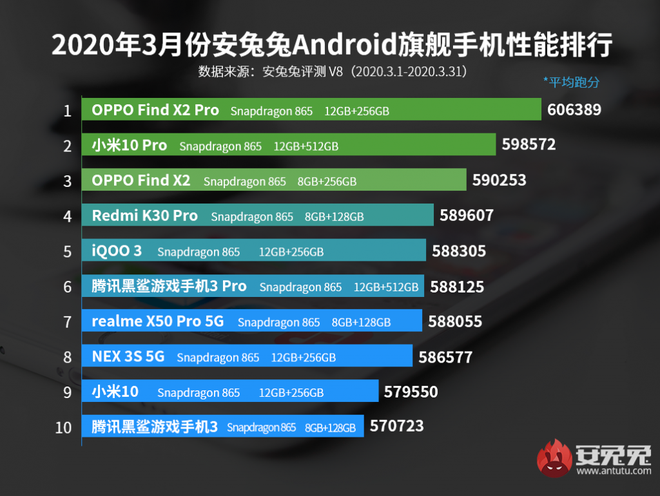 2020年3月份安兔兔Android旗舰手机性能排行
数据来源：安兔兔评测 V8（2020.3.1-2020.3.31）
*平均跑分
1 OPPO Find X2 Pro Snapdragon 865 12GB+256GB 606389
2 小米10 Pro Snapdragon 865 12GB+512GB 598572
3 OPPO Find X2 Snapdragon 865 8GB+256GB 590253
4 Redmi K30 Pro Snapdragon 865 8GB+128GB 589607
5 iQOO 3 Snapdragon 865 12GB+256GB 588305
6 腾讯黑鲨游戏手机3 Pro Snapdragon 865 12GB+512GB 588125
7 realme X50 Pro 5G Snapdragon 865 8GB+128GB 588055
8 NEX 3S 5G Snapdragon 865 12GB+256GB 586577
9 小米10 Snapdragon 865 12GB+256GB 579550
10 腾讯黑鲨游戏手机3 Snapdragon 865 8GB+128GB 570723
安兔兔
www.antutu.com